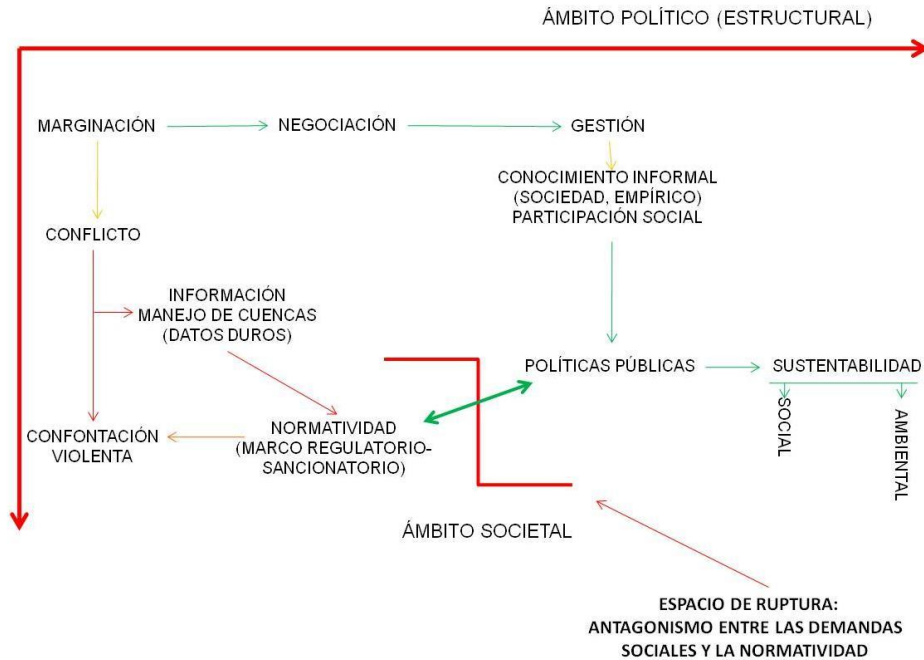 ÁMBITO POLÍTICO (ESTRUCTURAL)
MARGINACIÓN
NEGOCIACIÓN
GESTIÓN
CONOCIMIENTO INFORMAL
(SOCIEDAD, EMPÍRICO)
PARTICIPACIÓN SOCIAL
CONFLICTO
INFORMACIÓN
MANEJO DE CUENCAS
(DATOS DUROS)
POLÍTICAS PÚBLICAS
SUSTENTABILIDAD
SOCIAL
AMBIENTAL
CONFONTACIÓN
VIOLENTA
NORMATIVIDAD
(MARCO REGULATORIO-
SANCIONATORIO)
ÁMBITO SOCIETAL
ESPACIO DE RUPTURA:
ANTAGONISMO ENTRE LAS DEMANDAS
SOCIALES Y LA NORMATIVIDAD